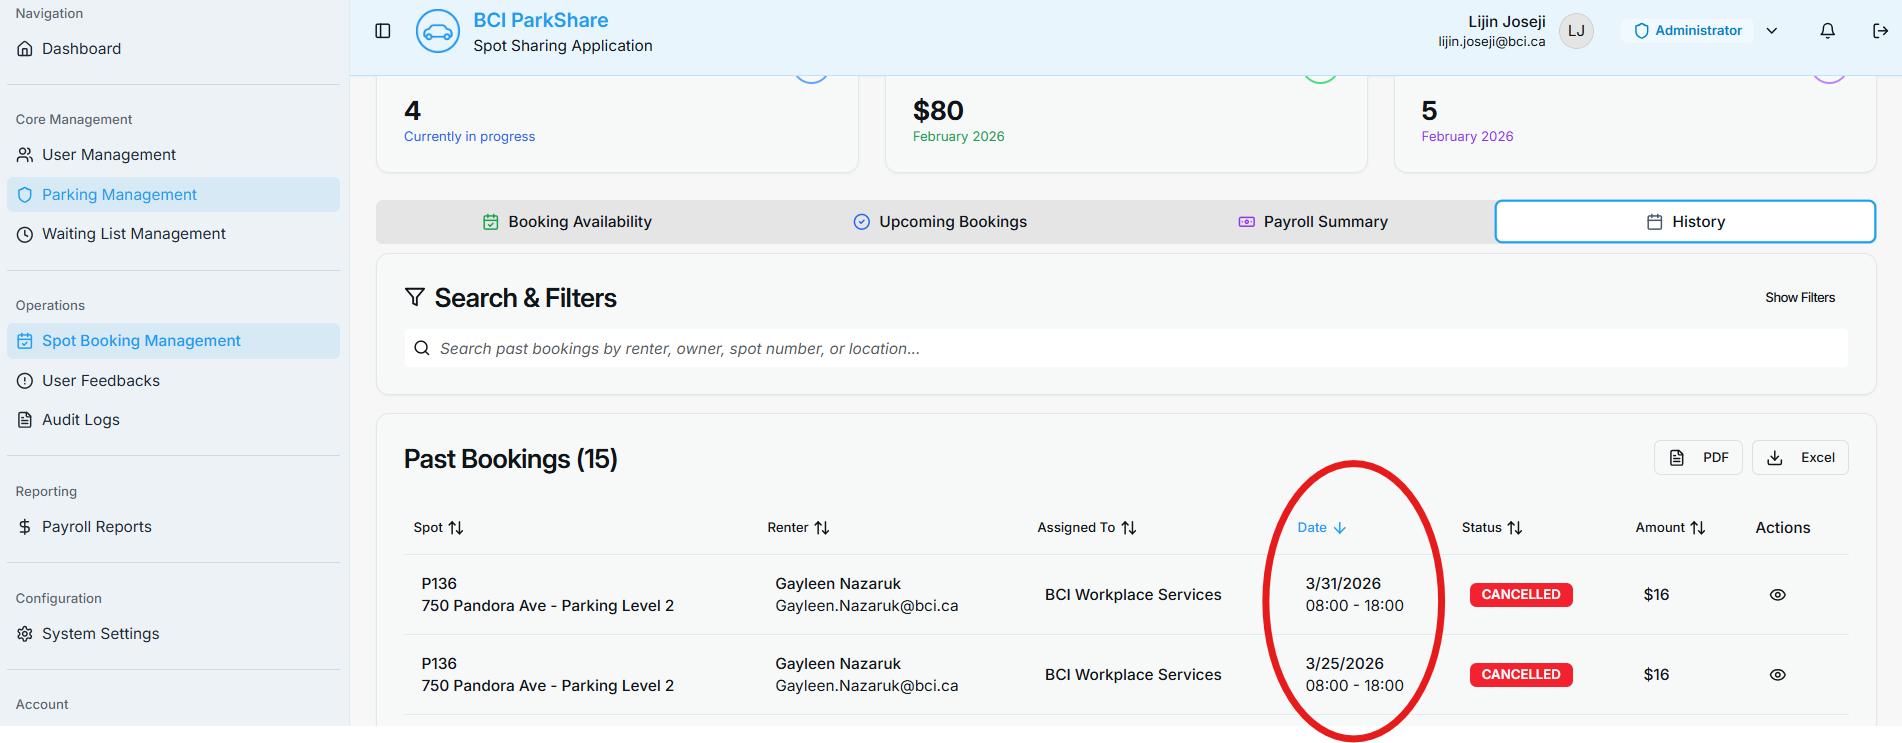 Navigation
Dashboard
Core Management
User Management
Parking Management
Waiting List Management
Operations
Spot Booking Management
User Feedbacks
Audit Logs
Reporting
Payroll Reports
Configuration
System Settings
Account
BCI ParkShare
Spot Sharing Application
Lijin Joseji
lijin.joseji@bci.ca
LJ
Administrator
4
Currently in progress
$80
February 2026
5
February 2026
Booking Availability
Upcoming Bookings
Payroll Summary
History
Search & Filters
Show Filters
Search past bookings by renter, owner, spot number, or location...
Past Bookings (15)
PDF
Excel
Spot Renter Assigned To Date Status Amount Actions
P136
750 Pandora Ave - Parking Level 2
Gayleen Nazaruk
Gayleen.Nazaruk@bci.ca
BCI Workplace Services
3/31/2026
08:00 - 18:00
CANCELLED
$16
P136
750 Pandora Ave - Parking Level 2
Gayleen Nazaruk
Gayleen.Nazaruk@bci.ca
BCI Workplace Services
3/25/2026
08:00 - 18:00
CANCELLED
$16